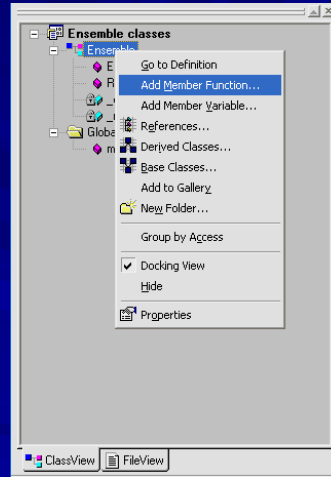 Ensemble classes
Ensemble
E
Go to Definition
R
Add Member Function...
Add Member Variable...
References...
Globa
Derived Classes...
m
Base Classes...
Add to Gallery
New Folder...
Group by Access
Docking View
Hide
Properties
ClassView FileView